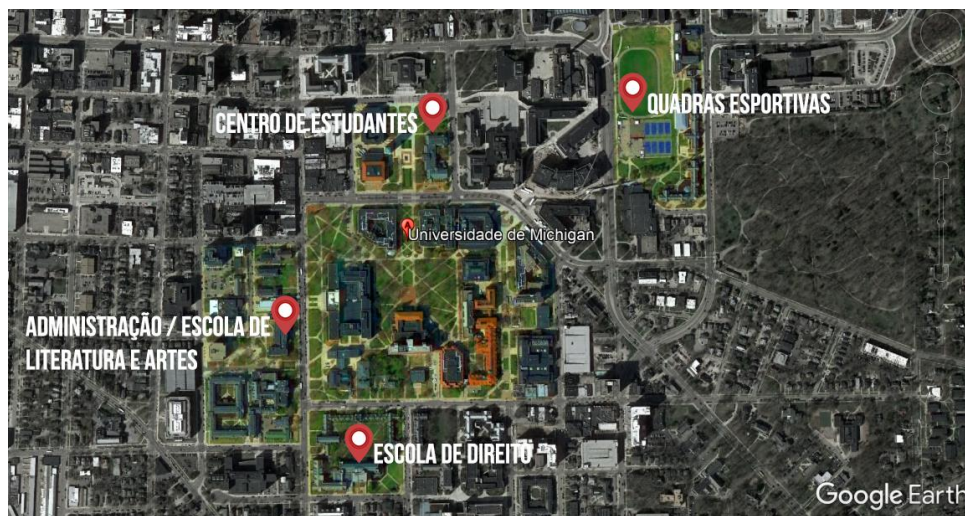 QUADRAS ESPORTIVAS
CENTRO DE ESTUDANTES
Universidade de Michigan
ADMINISTRAÇÃO / ESCOLA DE
LITERATURA E ARTES
ESCOLA DE DIREITO
Google Earth